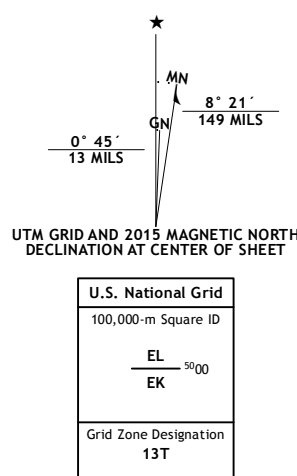 ★
MN
GN
8° 21´
149 MILS
0° 45´
13 MILS
UTM GRID AND 2015 MAGNETIC NORTH
DECLINATION AT CENTER OF SHEET
U.S. National Grid
100,000-m Square ID
EL
5000
EK
Grid Zone Designation
13T